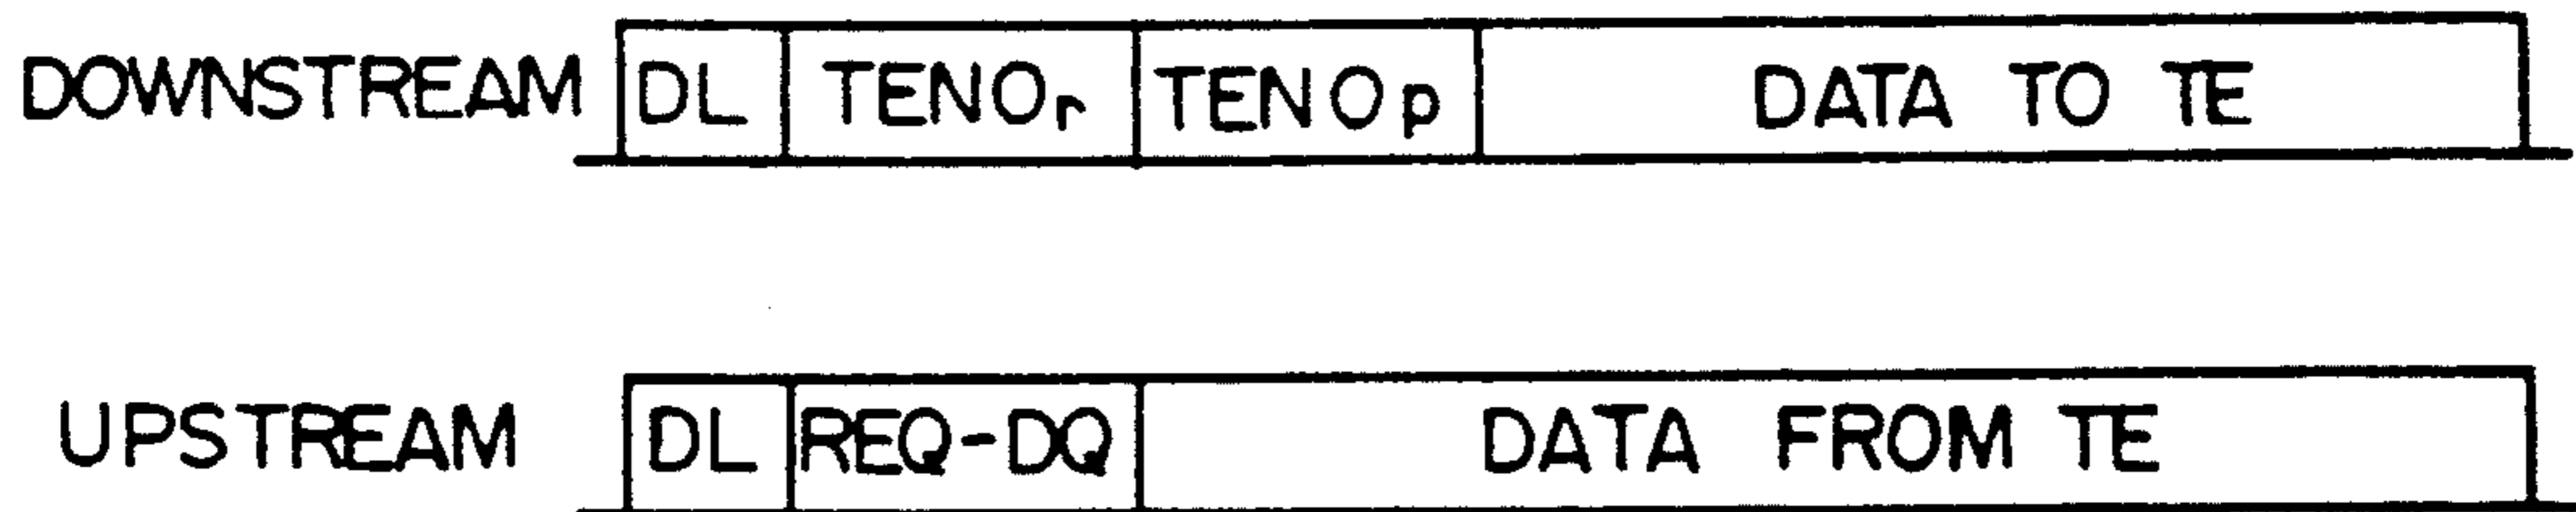 DOWNSTREAM DL TENOr TENOp DATA TO TE
UPSTREAM DL REQ-DQ DATA FROM TE